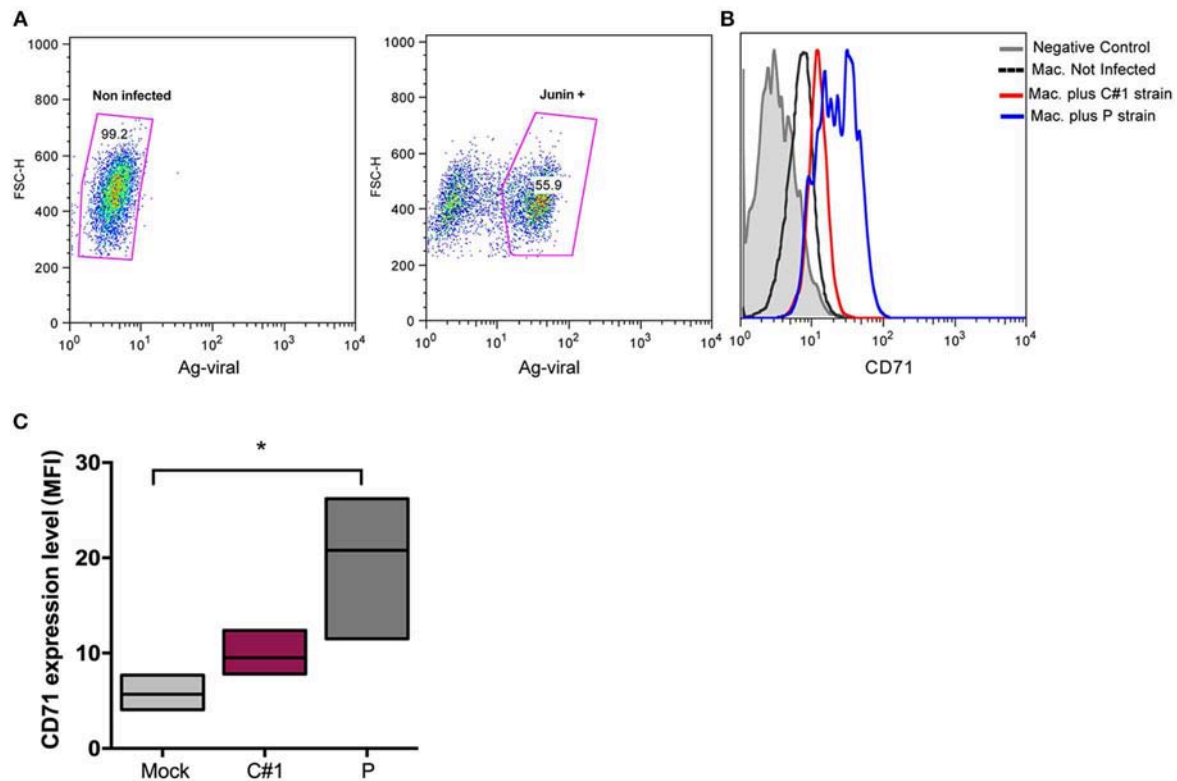 A
1000
800
600
400
200
0
FSC-H
Non infected
99.2
10^0 10^1 10^2 10^3 10^4
Ag-viral
1000
800
600
400
200
0
FSC-H
Junin +
55.9
10^0 10^1 10^2 10^3 10^4
Ag-viral
B
Negative Control
Mac. Not Infected
Mac. plus C#1 strain
Mac. plus P strain
10^0 10^1 10^2 10^3 10^4
CD71
C
CD71 expression level (MFI)
30
20
10
0
*
Mock C#1 P